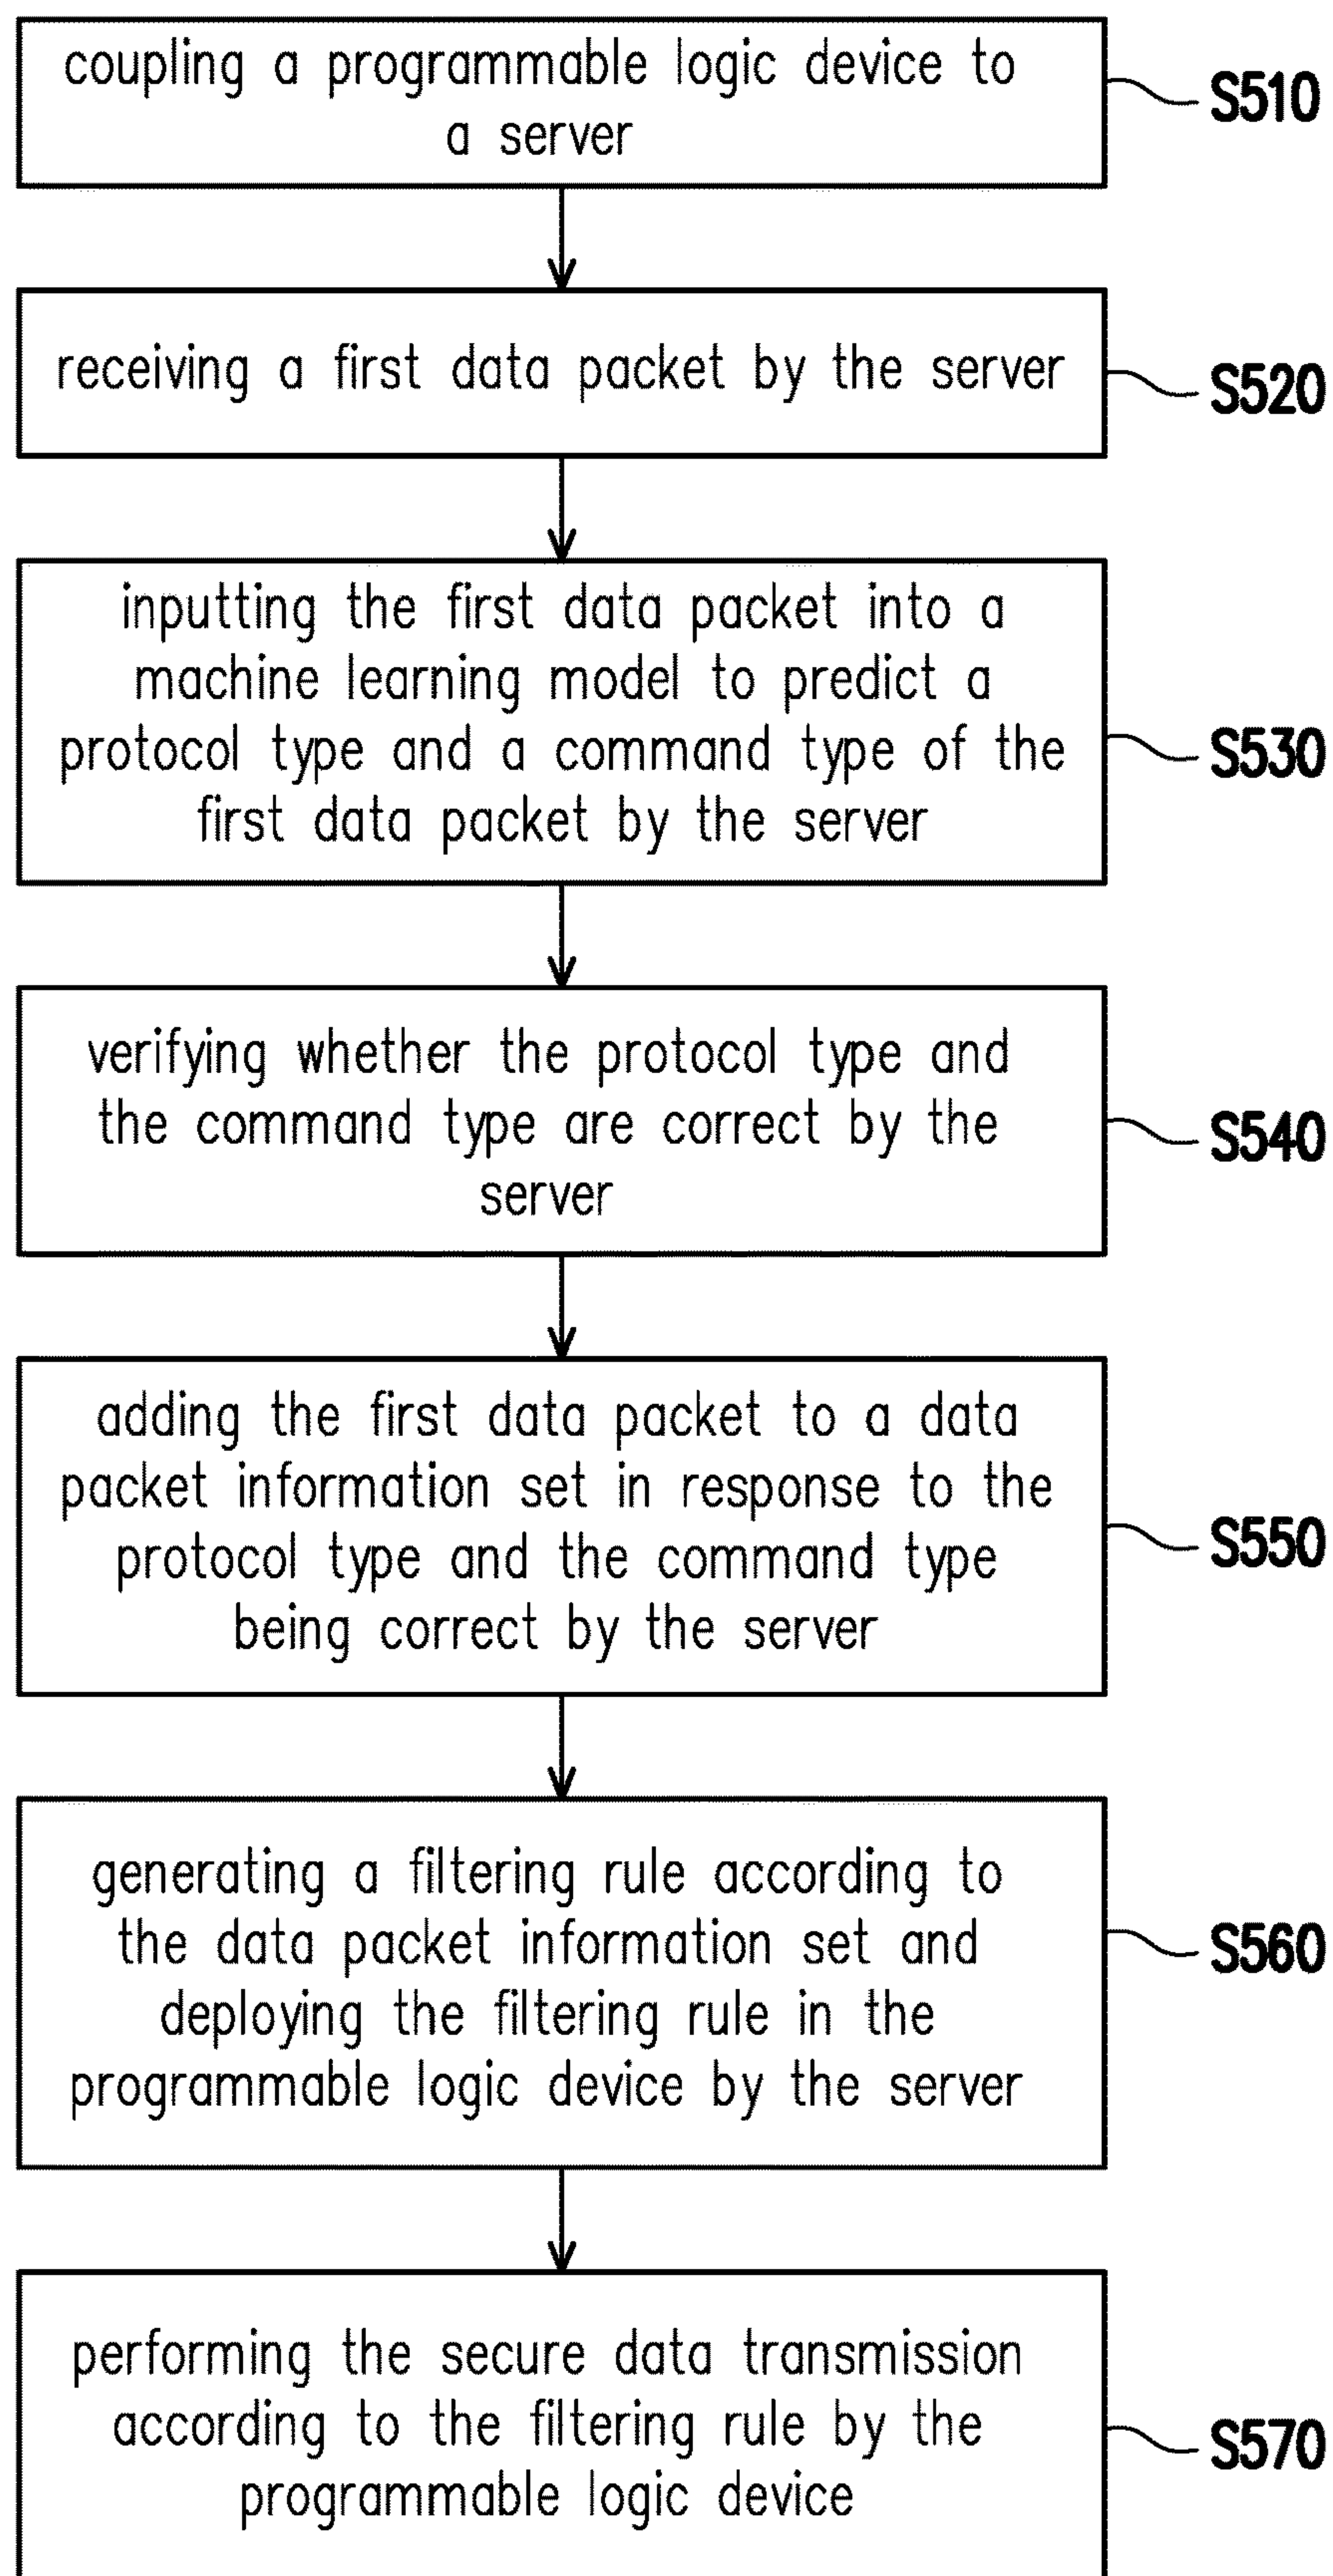 coupling a programmable logic device to
a server
S510
receiving a first data packet by the server
S520
inputting the first data packet into a
machine learning model to predict a
protocol type and a command type of the
first data packet by the server
S530
verifying whether the protocol type and
the command type are correct by the
server
S540
adding the first data packet to a data
packet information set in response to the
protocol type and the command type
being correct by the server
S550
generating a filtering rule according to
the data packet information set and
deploying the filtering rule in the
programmable logic device by the server
S560
performing the secure data transmission
according to the filtering rule by the
programmable logic device
S570